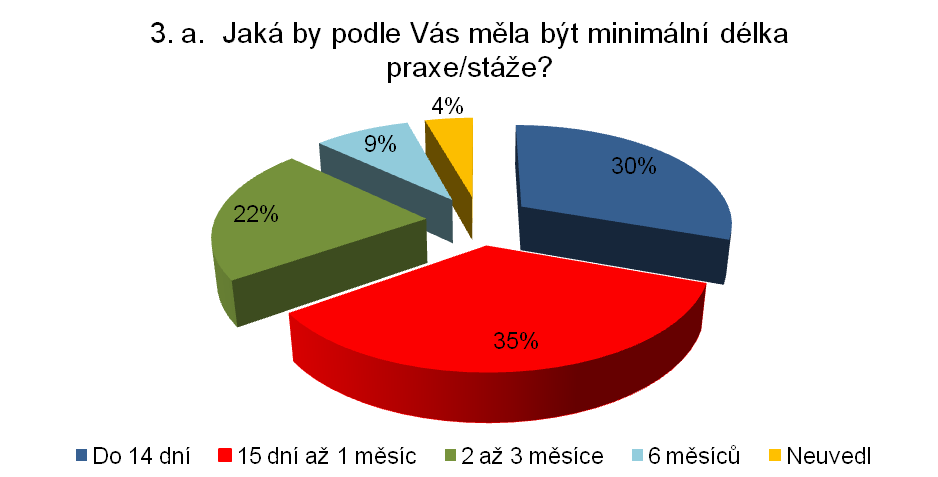 3. a. Jaká by podle Vás měla být minimální délka
praxe/stáže?
4%
9%
30%
22%
35%
Do 14 dní
15 dní až 1 měsíc
2 až 3 měsíce
6 měsíců
Neuvedl